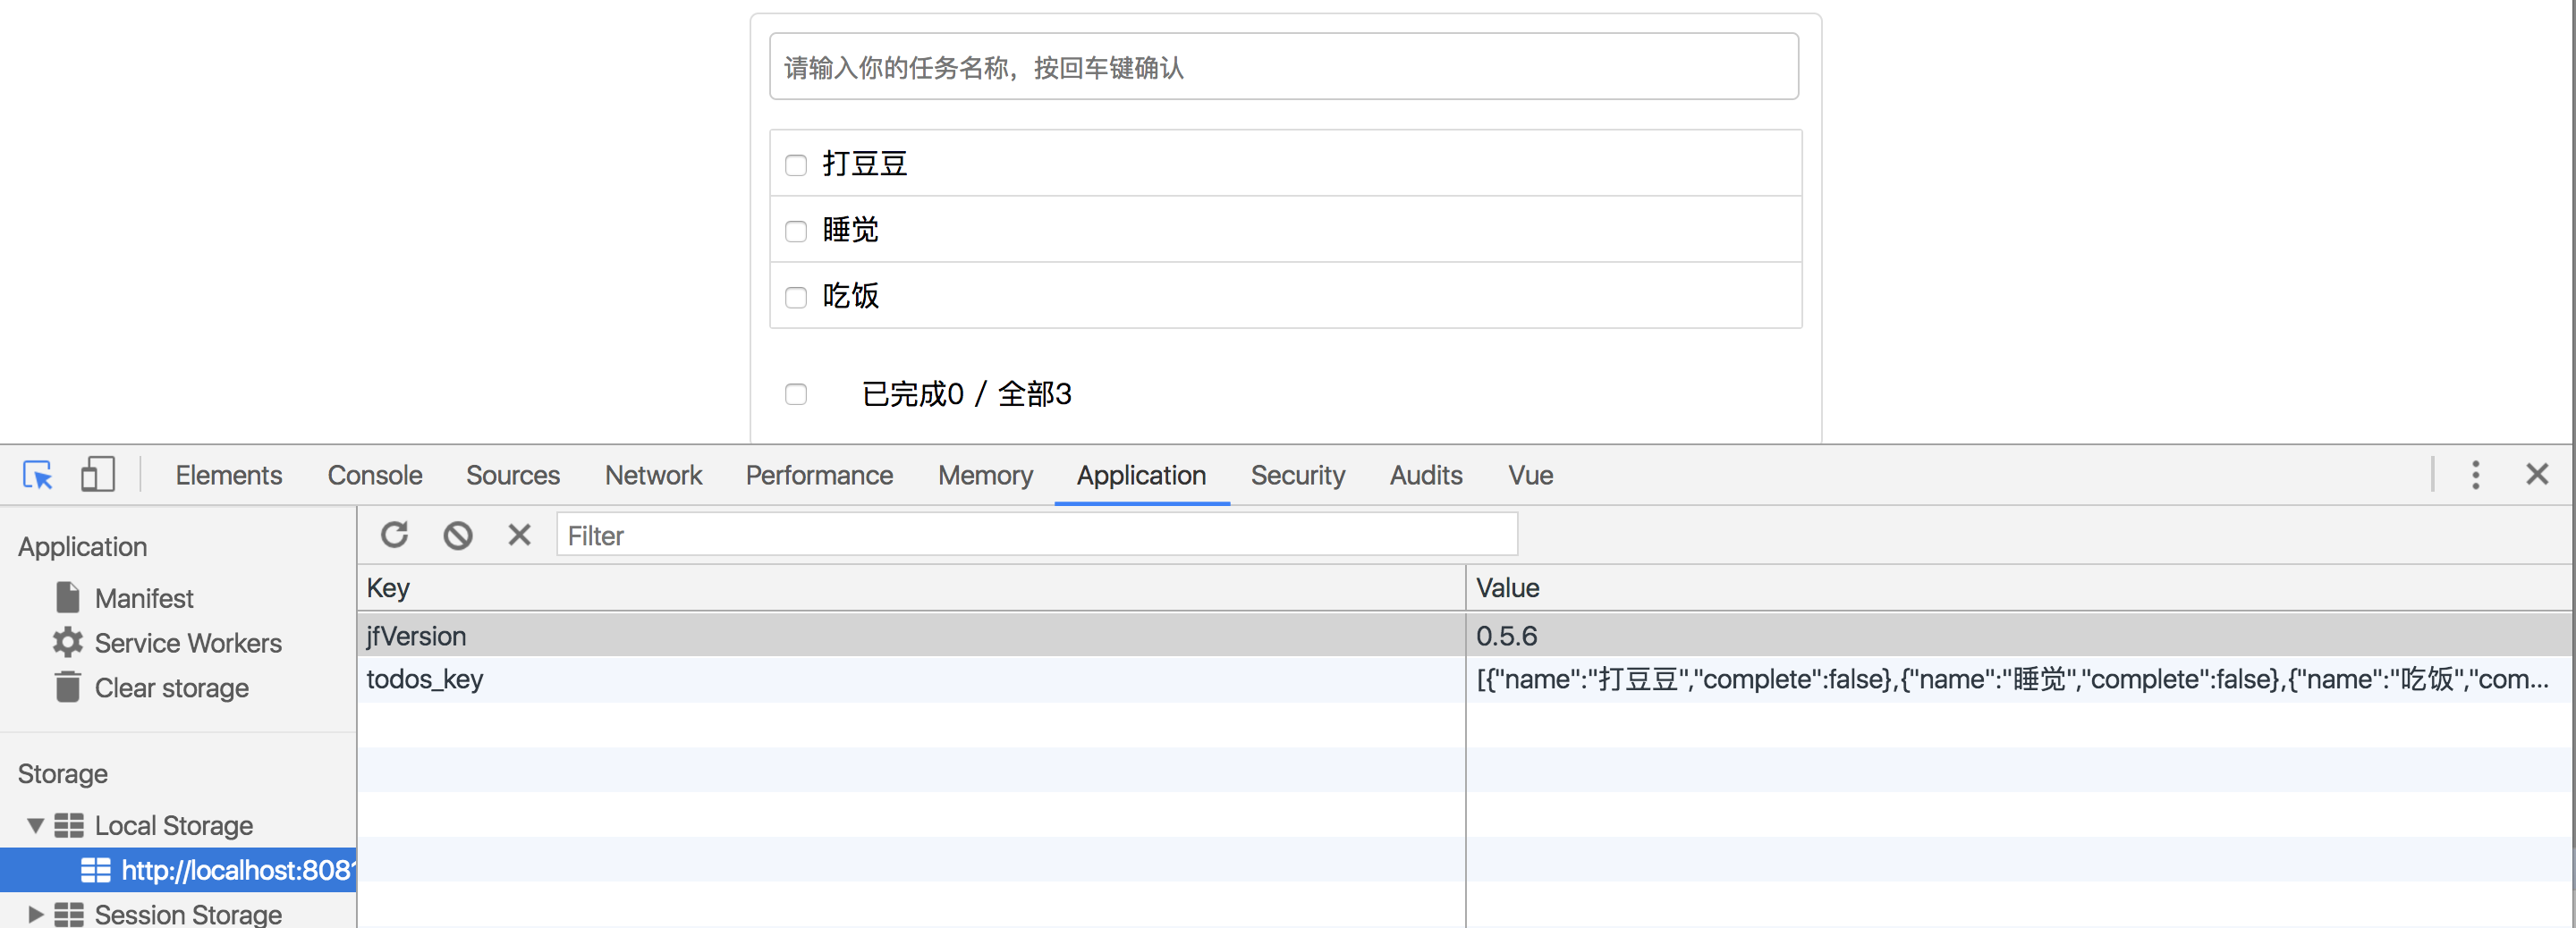 请输入你的任务名称，按回车键确认
打豆豆
睡觉
吃饭
已完成0 / 全部3
Elements Console Sources Network Performance Memory Application Security Audits Vue
Application
Manifest
Service Workers
Clear storage
Storage
Local Storage
http://localhost:8081
Session Storage
Filter
Key Value
jfVersion 0.5.6
todos_key [{"name":"打豆豆","complete":false},{"name":"睡觉","complete":false},{"name":"吃饭","com...